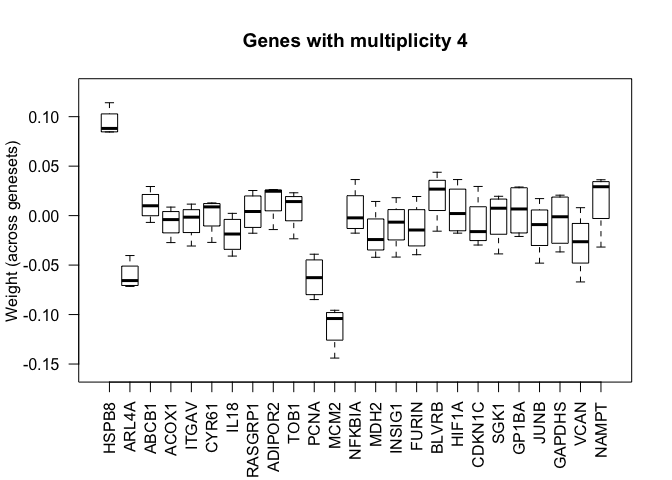 Genes with multiplicity 4
Weight (across genesets)
0.10
0.05
0.00
-0.05
-0.10
-0.15
HSPB8
ARL4A
ABCB1
ACOX1
ITGAV
CYR61
IL18
RASGRP1
ADIPOR2
TOB1
PCNA
MCM2
NFKBIA
MDH2
INSIG1
FURIN
BLVRB
HIF1A
CDKN1C
SGK1
GP1BA
JUNB
GAPDHS
VCAN
NAMPT